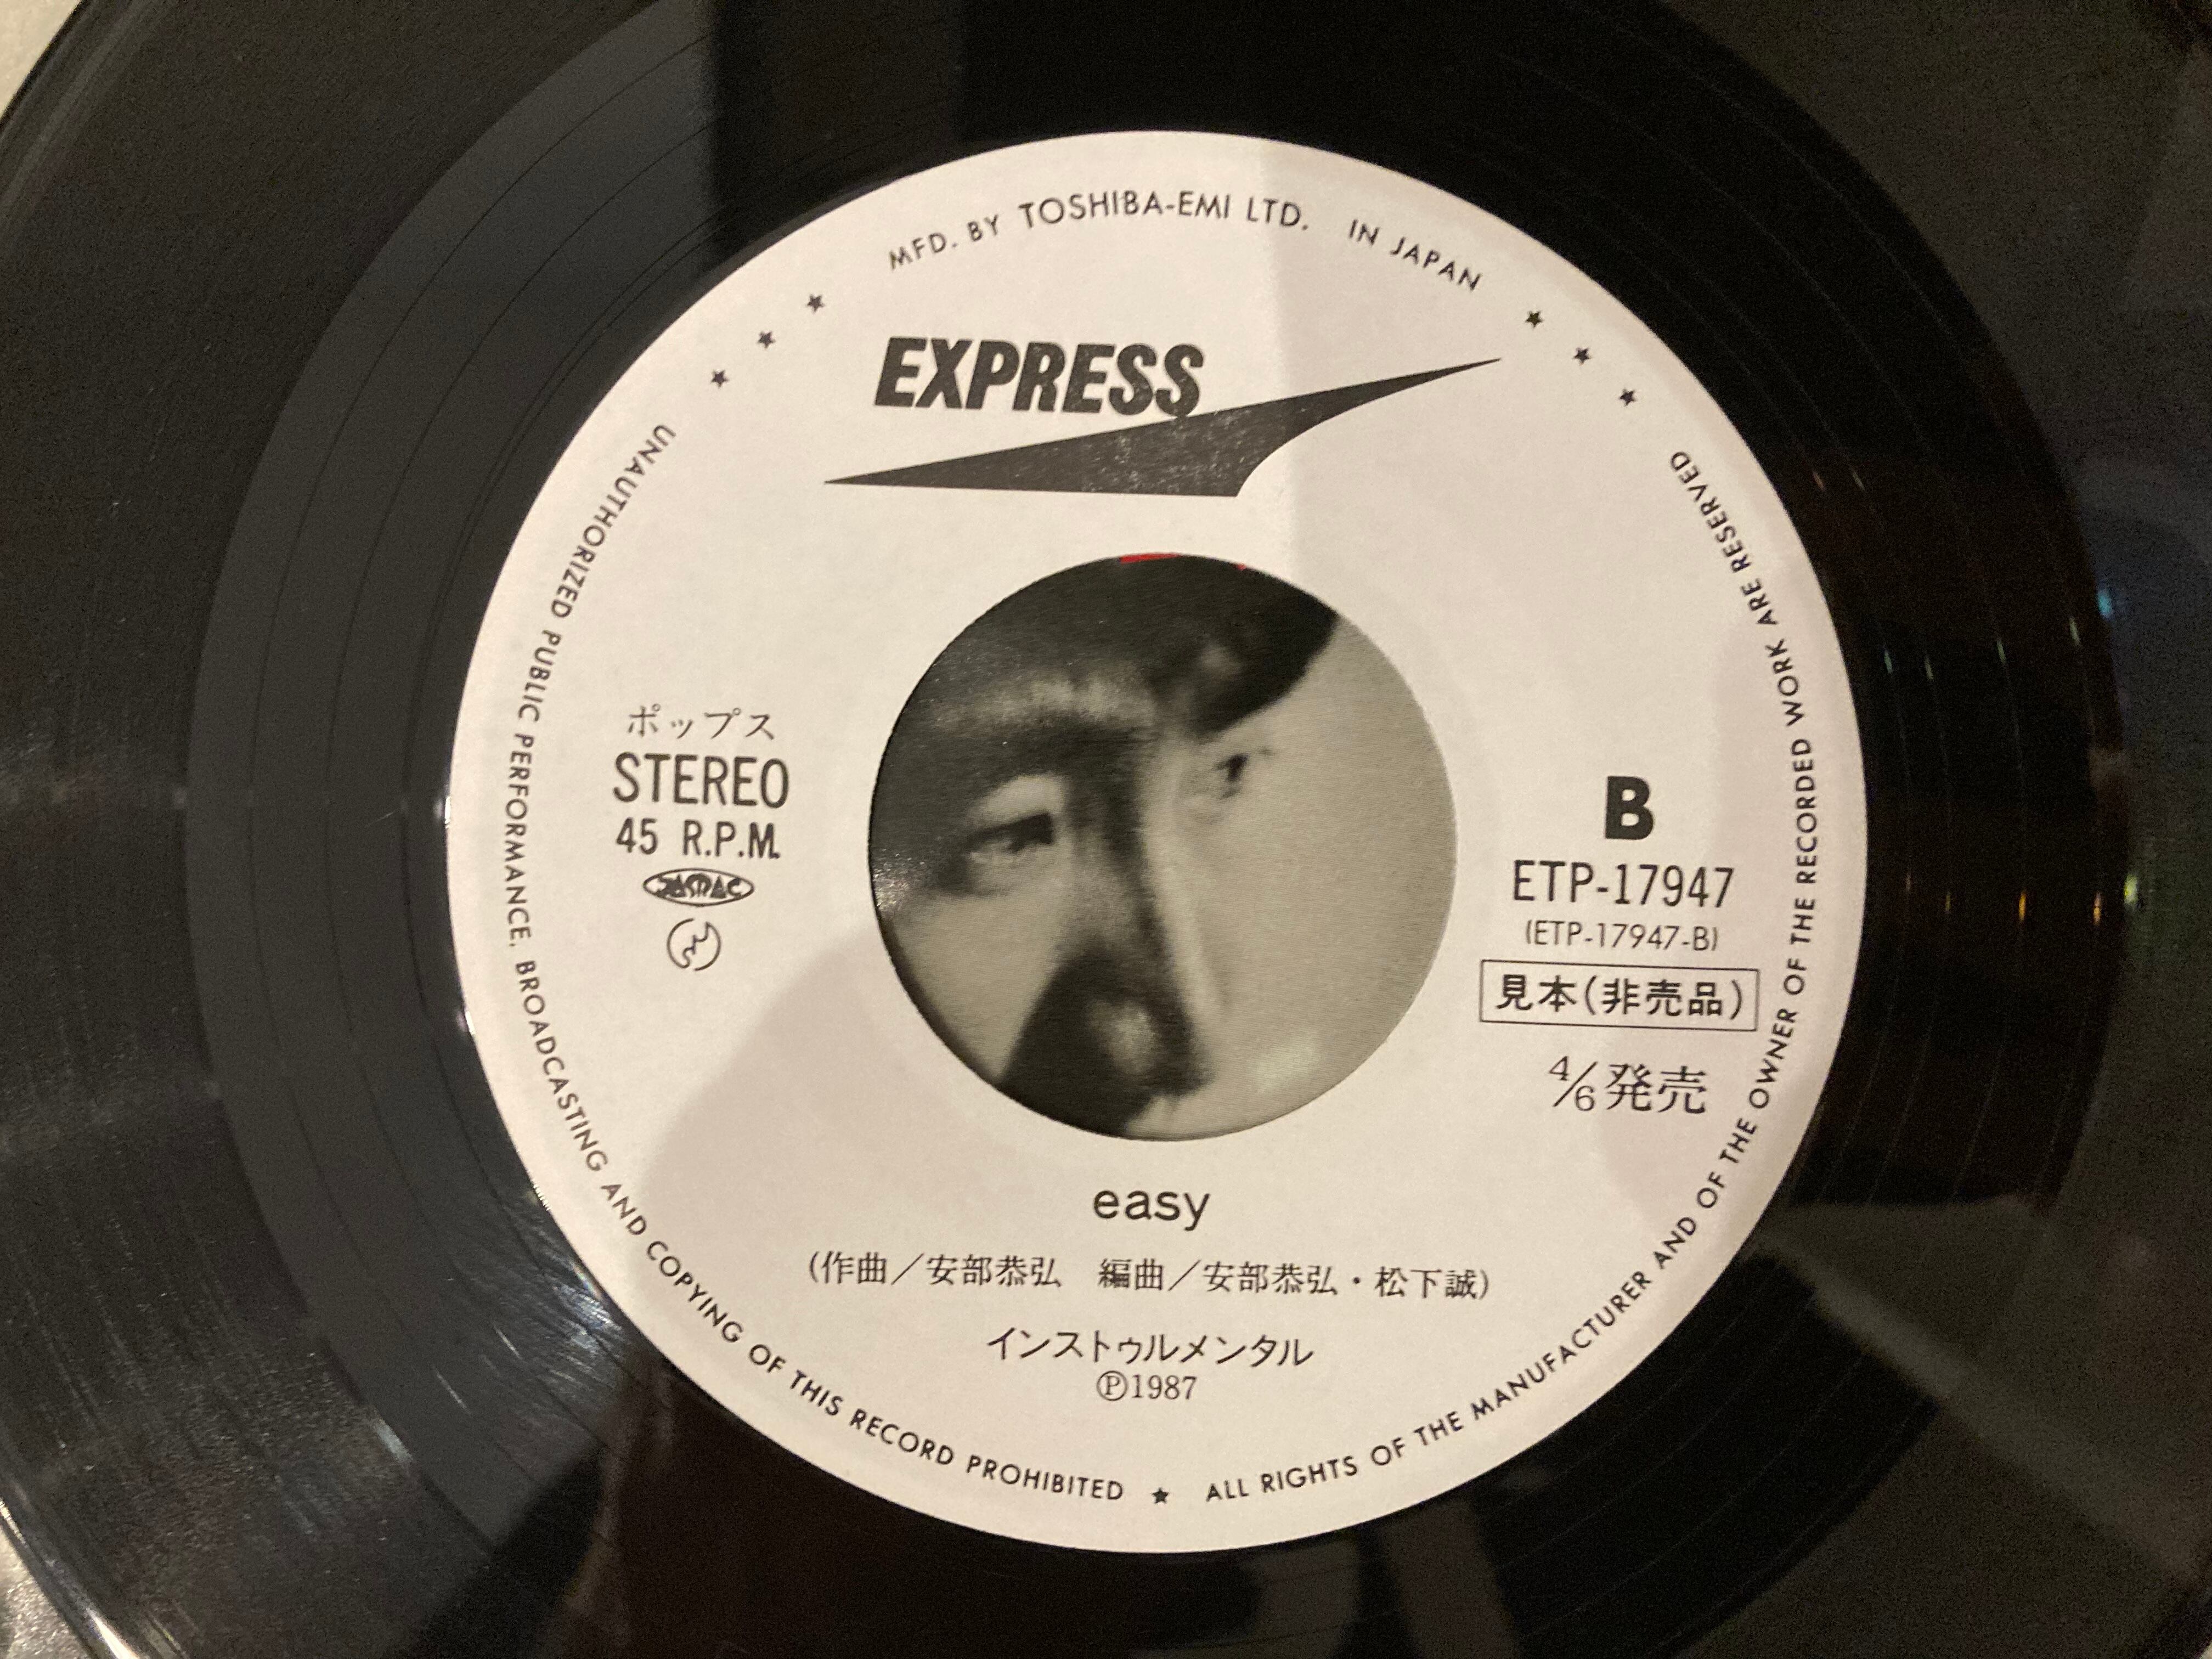 MFD. BY TOSHIBA-EMI LTD. IN JAPAN
EXPRESS
ポップス
STEREO
45 R.P.M.
JASRAC
B
ETP-17947
(ETP-17947-B)
見本(非売品)
4/6発売
easy
(作曲/安部恭弘 編曲/安部恭弘・松下誠)
インストゥルメンタル
Ⓟ1987
UNAUTHORIZED PUBLIC PERFORMANCE, BROADCASTING AND COPYING OF THIS RECORD PROHIBITED ★ ALL RIGHTS OF THE MANUFACTURER AND OF THE OWNER OF THE RECORDED WORK ARE RESERVED